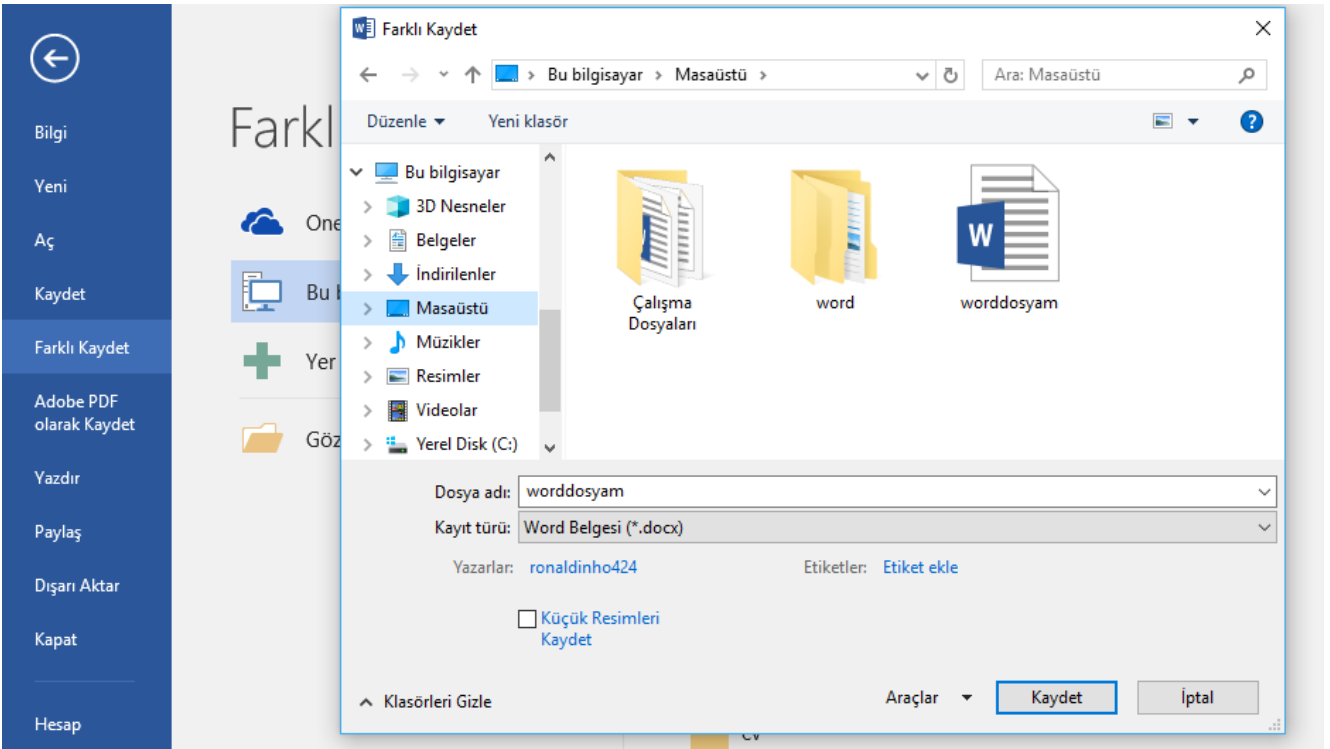 Farklı Kaydet
Bu bilgisayar > Masaüstü >
Ara: Masaüstü
Düzenle
Yeni klasör
Bilgi
Yeni
Aç
Kaydet
Farklı Kaydet
Adobe PDF
olarak Kaydet
Yazdır
Paylaş
Dışarı Aktar
Kapat
Hesap
Farkl
One
Bu
Yer
Göz
Bu bilgisayar
3D Nesneler
Belgeler
İndirilenler
Masaüstü
Müzikler
Resimler
Videolar
Yerel Disk (C:)
Çalışma
Dosyaları
word
W
worddosyam
Dosya adı: worddosyam
Kayıt türü: Word Belgesi (*.docx)
Yazarlar: ronaldinho424
Etiketler: Etiket ekle
Küçük Resimleri
Kaydet
Klasörleri Gizle
Araçlar
Kaydet
İptal